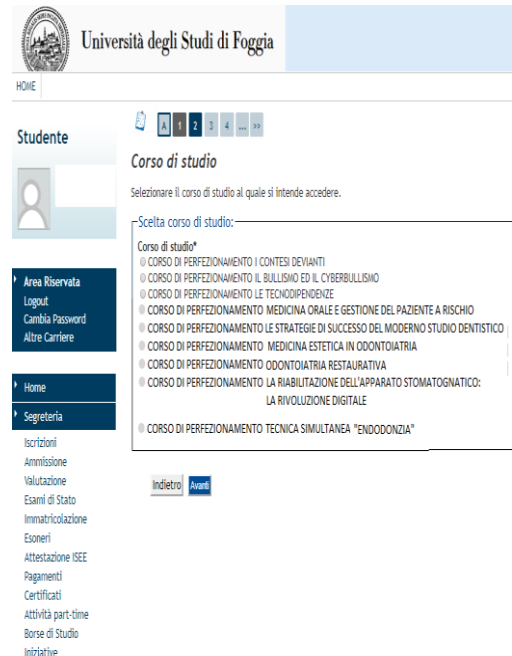 Università degli Studi di Foggia
HOME
Studente
A 1 2 3 4 ... >>
Corso di studio
Selezionare il corso di studio al quale si intende accedere.
Scelta corso di studio:
Corso di studio*
CORSO DI PERFEZIONAMENTO I CONTESI DEVIANTI
CORSO DI PERFEZIONAMENTO IL BULLISMO ED IL CYBERBULLISMO
CORSO DI PERFEZIONAMENTO LE TECNODIPENDENZE
CORSO DI PERFEZIONAMENTO MEDICINA ORALE E GESTIONE DEL PAZIENTE A RISCHIO
CORSO DI PERFEZIONAMENTO LE STRATEGIE DI SUCCESSO DEL MODERNO STUDIO DENTISTICO
CORSO DI PERFEZIONAMENTO MEDICINA ESTETICA IN ODONTOIATRIA
CORSO DI PERFEZIONAMENTO ODONTOIATRIA RESTAURATIVA
CORSO DI PERFEZIONAMENTO LA RIABILITAZIONE DELL'APPARATO STOMATOGNATICO:
LA RIVOLUZIONE DIGITALE
CORSO DI PERFEZIONAMENTO TECNICA SIMULTANEA "ENDODONZIA"
Indietro Avanti
Area Riservata
Logout
Cambia Password
Altre Carriere
Home
Segreteria
Iscrizioni
Ammissione
Valutazione
Esami di Stato
Immatricolazione
Esoneri
Attestazione ISEE
Pagamenti
Certificati
Attività part-time
Borse di Studio
Iniziative